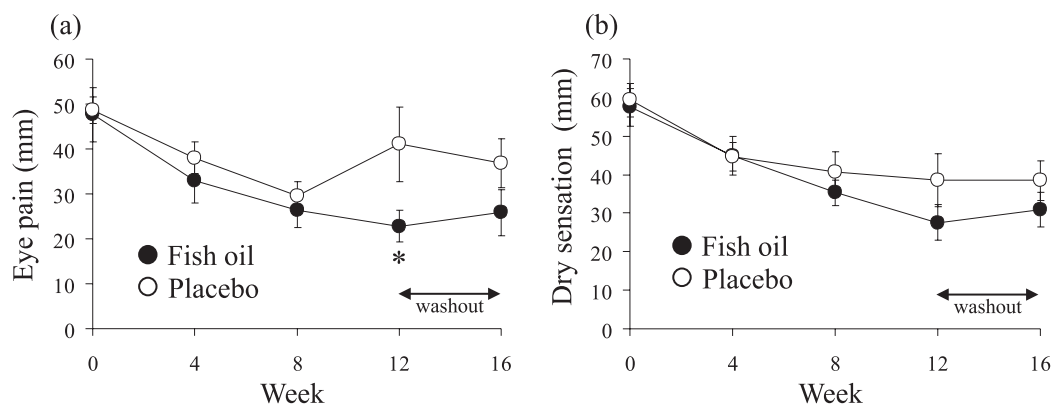 (a)
60
50
40
30
20
10
0
Eye pain (mm)
Fish oil
Placebo
*
washout
0 4 8 12 16
Week
(b)
70
60
50
40
30
20
10
0
Dry sensation (mm)
Fish oil
Placebo
washout
0 4 8 12 16
Week